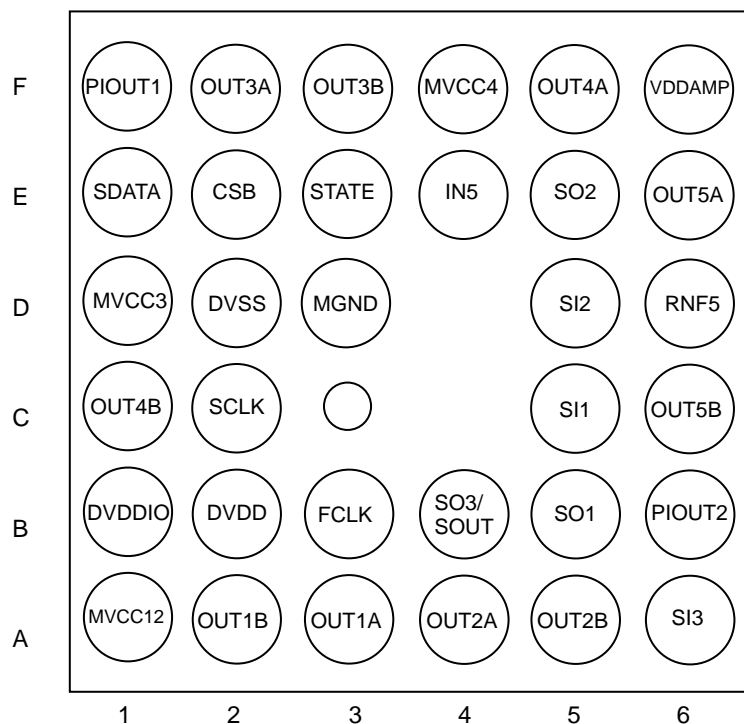 F PIOUT1 OUT3A OUT3B MVCC4 OUT4A VDDAMP
E SDATA CSB STATE IN5 SO2 OUT5A
D MVCC3 DVSS MGND SI2 RNF5
C OUT4B SCLK SI1 OUT5B
B DVDDIO DVDD FCLK SO3/ SO1 PIOUT2
SOUT
A MVCC12 OUT1B OUT1A OUT2A OUT2B SI3
1 2 3 4 5 6